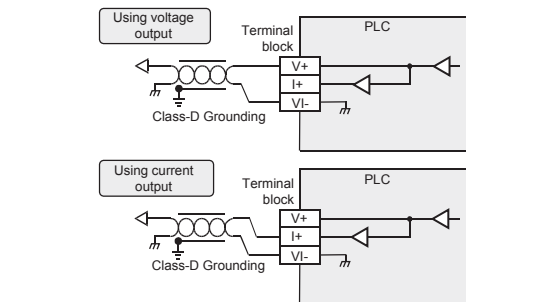 Using voltage
output
Terminal
block
PLC
V+
I+
VI-
Class-D Grounding
Using current
output
Terminal
block
PLC
V+
I+
VI-
Class-D Grounding